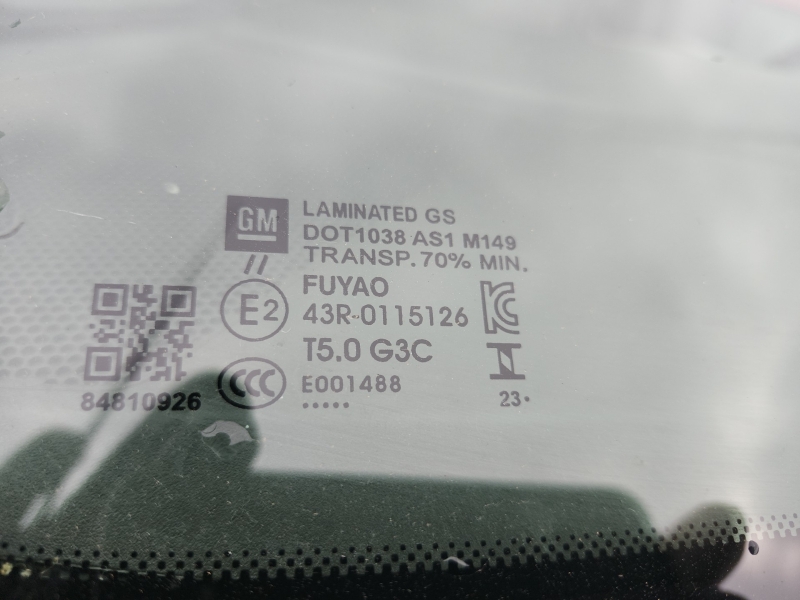 GM
LAMINATED GS
DOT1038 AS1 M149
TRANSP. 70% MIN.
FUYAO
E2
43R-0115126
KC
T5.0 G3C
CCC
E001488
84810926
.....
23.